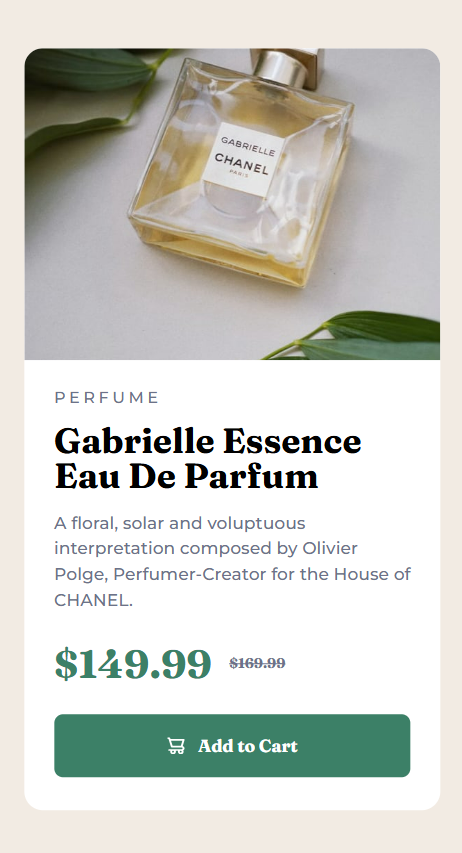 GABRIELLE
CHANEL
PARIS
PERFUME
Gabrielle Essence
Eau De Parfum
A floral, solar and voluptuous
interpretation composed by Olivier
Polge, Perfumer-Creator for the House of
CHANEL.
$149.99 $169.99
Add to Cart